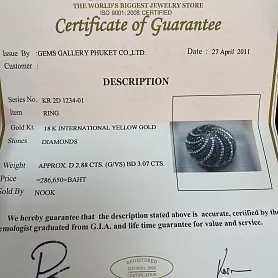 THE WORLD'S BIGGEST JEWELRY STORE
ISO 9001:2008 CERTIFIED
Certificate of Guarantee
Issue By : GEMS GALLERY PHUKET CO.,LTD. Date : 27 April 2011
Customer :
DESCRIPTION
Series No. KR 2D 1234-01
Item RING
Gold Kt. 18 K INTERNATIONAL YELLOW GOLD
Stones DIAMONDS
Weight APPROX. D 2.88 CTS. (G/VS) BD 3.07 CTS.
Price =286,650=BAHT
Sold By NOOK
We hereby guarantee that the description stated above is accurate, certified by the
gemologist graduated from G.I.A. and life time guarantee for value and service.
REGISTERED
CERTIFICATION